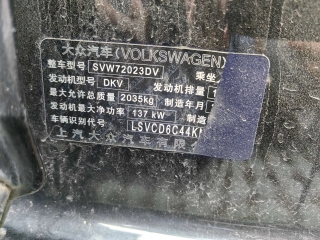 大众汽车(VOLKSWAGEN)
整车型号 SVW72023DV 乘坐
发动机型号 DKV 发动机排量
最大允许总质量 2035kg 制造年月
发动机最大净功率 137 kW 制造
车辆识别代号 LSVCD6C44KN
上汽大众汽车有限